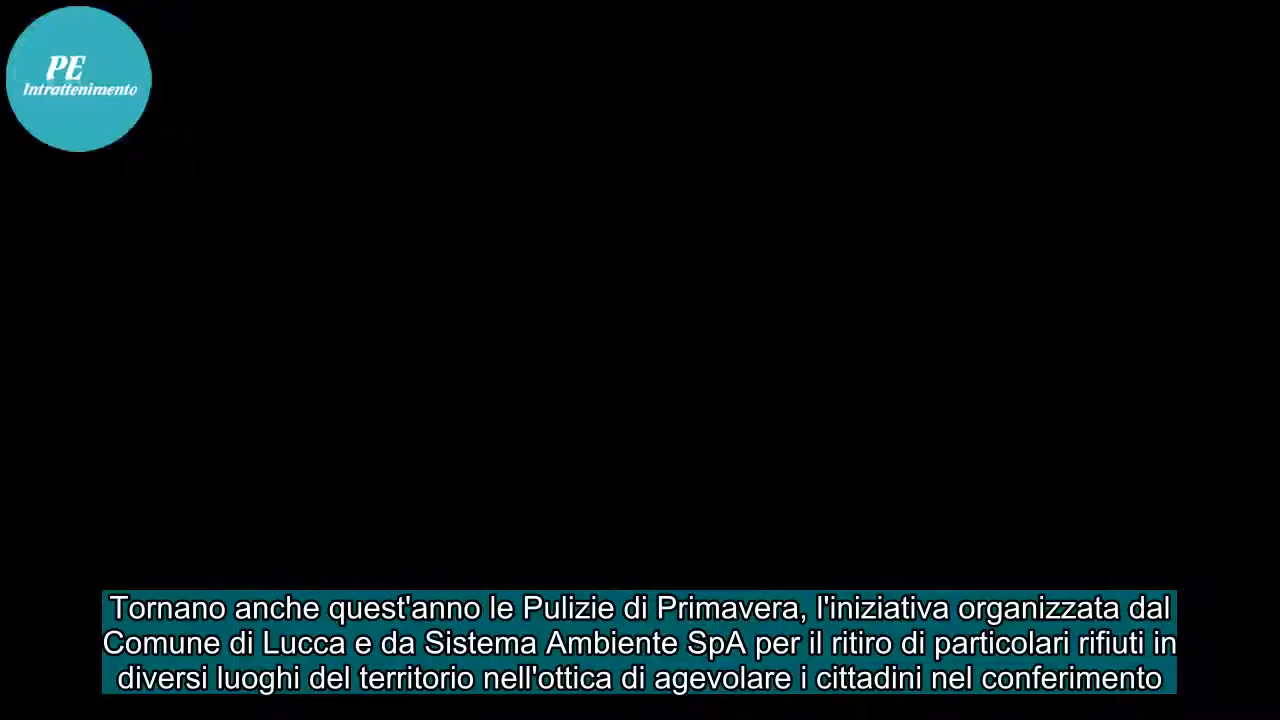 PE
Intrattenimento
Tornano anche quest'anno le Pulizie di Primavera, l'iniziativa organizzata dal
Comune di Lucca e da Sistema Ambiente SpA per il ritiro di particolari rifiuti in
diversi luoghi del territorio nell'ottica di agevolare i cittadini nel conferimento